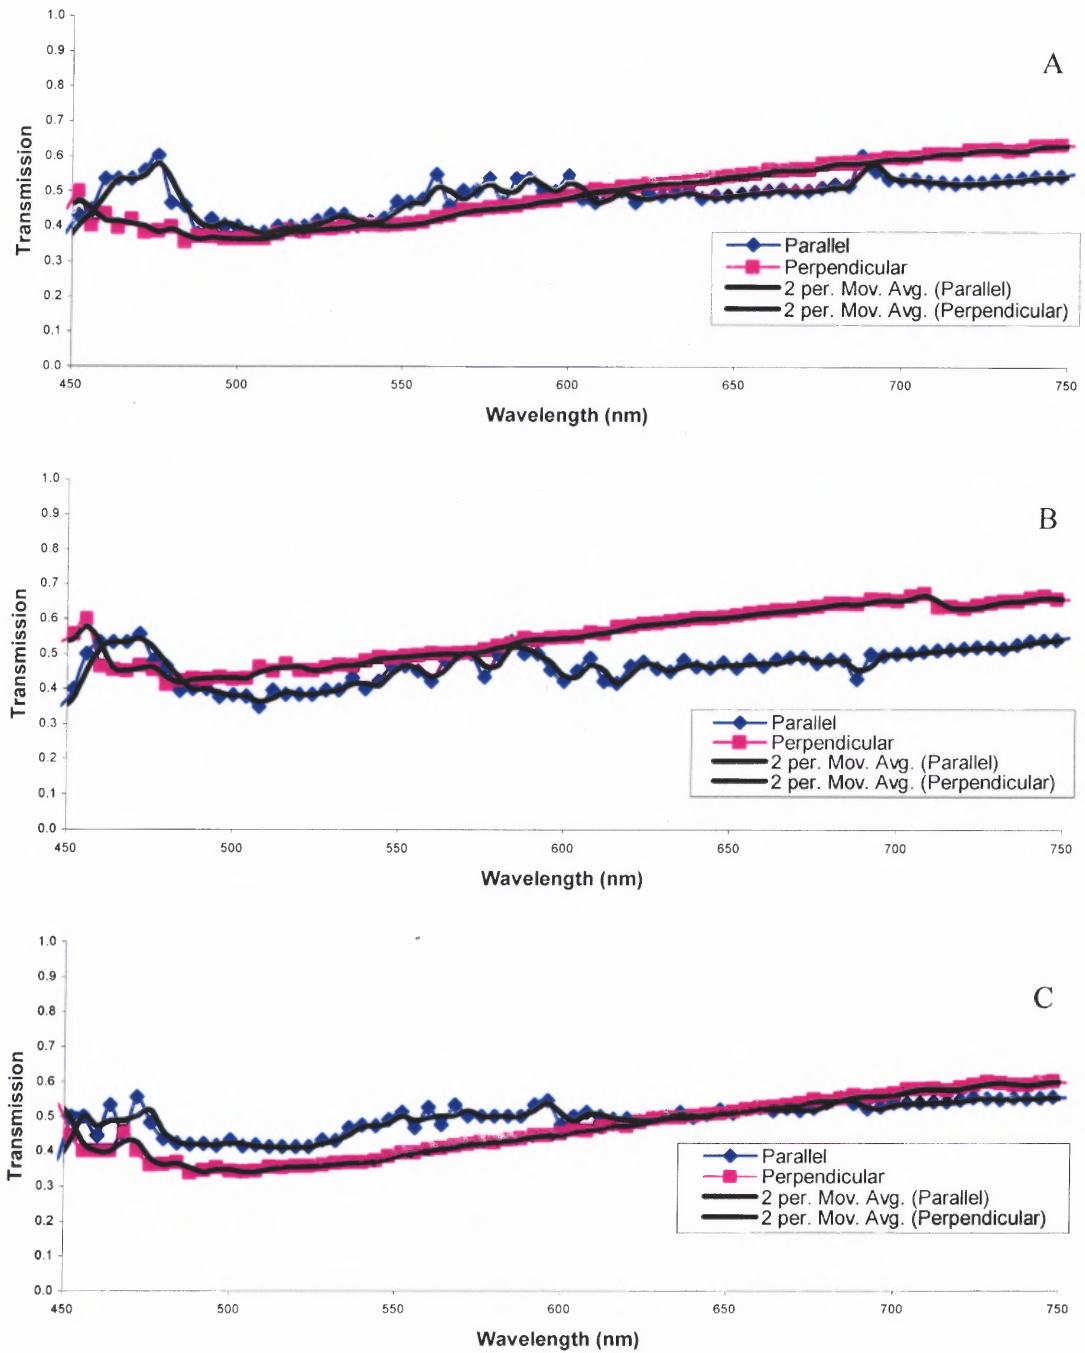 A
1.0
0.9
0.8
0.7
0.6
0.5
0.4
0.3
0.2
0.1
0.0
Transmission
Parallel
Perpendicular
2 per. Mov. Avg. (Parallel)
2 per. Mov. Avg. (Perpendicular)
450 500 550 600 650 700 750
Wavelength (nm)
B
1.0
0.9
0.8
0.7
0.6
0.5
0.4
0.3
0.2
0.1
0.0
Transmission
Parallel
Perpendicular
2 per. Mov. Avg. (Parallel)
2 per. Mov. Avg. (Perpendicular)
450 500 550 600 650 700 750
Wavelength (nm)
C
1.0
0.9
0.8
0.7
0.6
0.5
0.4
0.3
0.2
0.1
0.0
Transmission
Parallel
Perpendicular
2 per. Mov. Avg. (Parallel)
2 per. Mov. Avg. (Perpendicular)
450 500 550 600 650 700 750
Wavelength (nm)